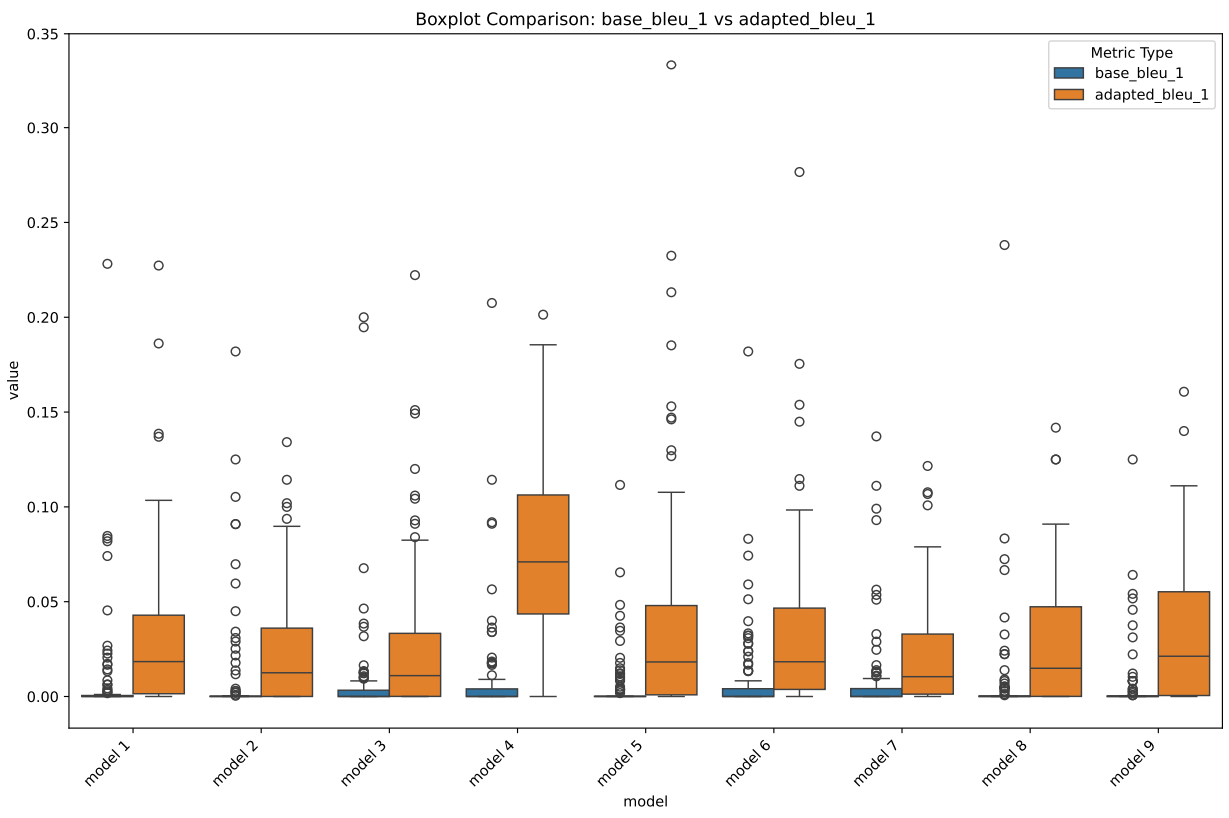 Boxplot Comparison: base_bleu_1 vs adapted_bleu_1
Metric Type
base_bleu_1
adapted_bleu_1
value
0.35
0.30
0.25
0.20
0.15
0.10
0.05
0.00
model 1
model 2
model 3
model 4
model 5
model 6
model 7
model 8
model 9
model